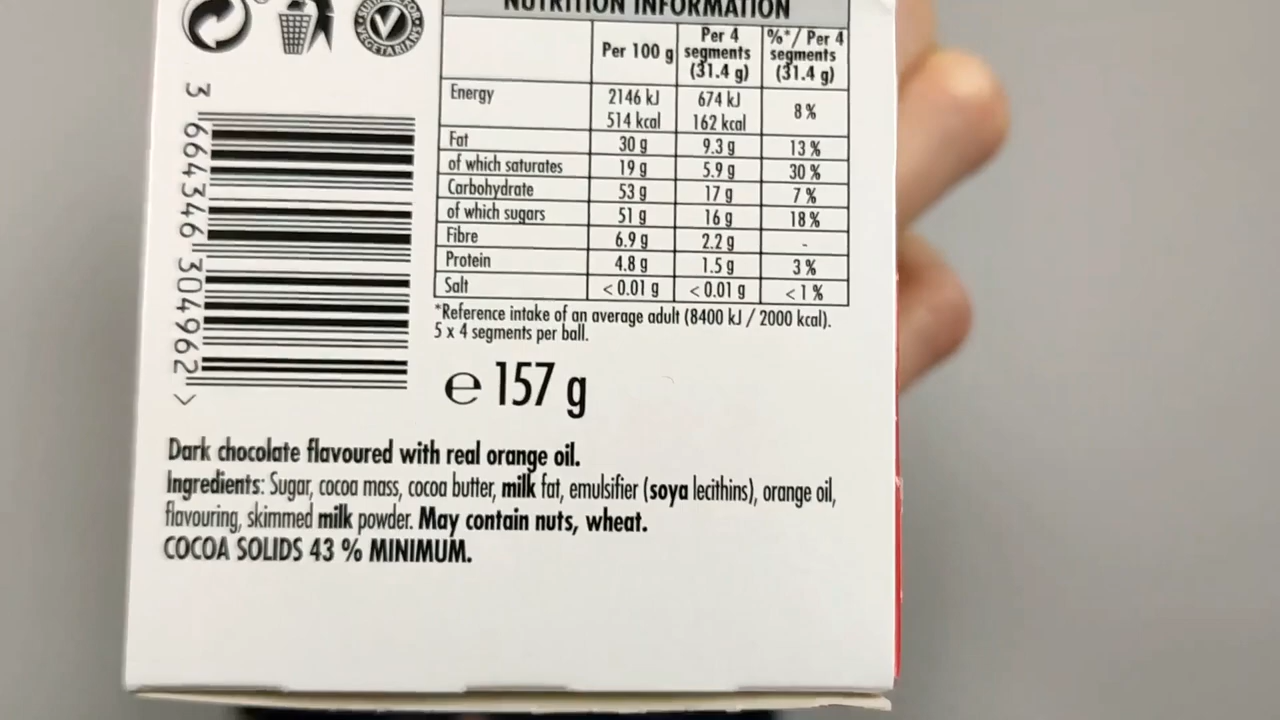 NUTRITION INFORMATION
Per 100 g
Per 4 segments (31.4 g)
%*/ Per 4 segments (31.4 g)
Energy 2146 kJ 674 kJ 8 %
514 kcal 162 kcal
Fat 30 g 9.3 g 13 %
of which saturates 19 g 5.9 g 30 %
Carbohydrate 53 g 17 g 7 %
of which sugars 51 g 16 g 18 %
Fibre 6.9 g 2.2 g -
Protein 4.8 g 1.5 g 3 %
Salt < 0.01 g < 0.01 g < 1 %
*Reference intake of an average adult (8400 kJ / 2000 kcal).
5 x 4 segments per ball.
e 157 g
3 664346 304962 >
Dark chocolate flavoured with real orange oil.
Ingredients: Sugar, cocoa mass, cocoa butter, milk fat, emulsifier (soya lecithins), orange oil,
flavouring, skimmed milk powder. May contain nuts, wheat.
COCOA SOLIDS 43 % MINIMUM.
VEGETARIANS